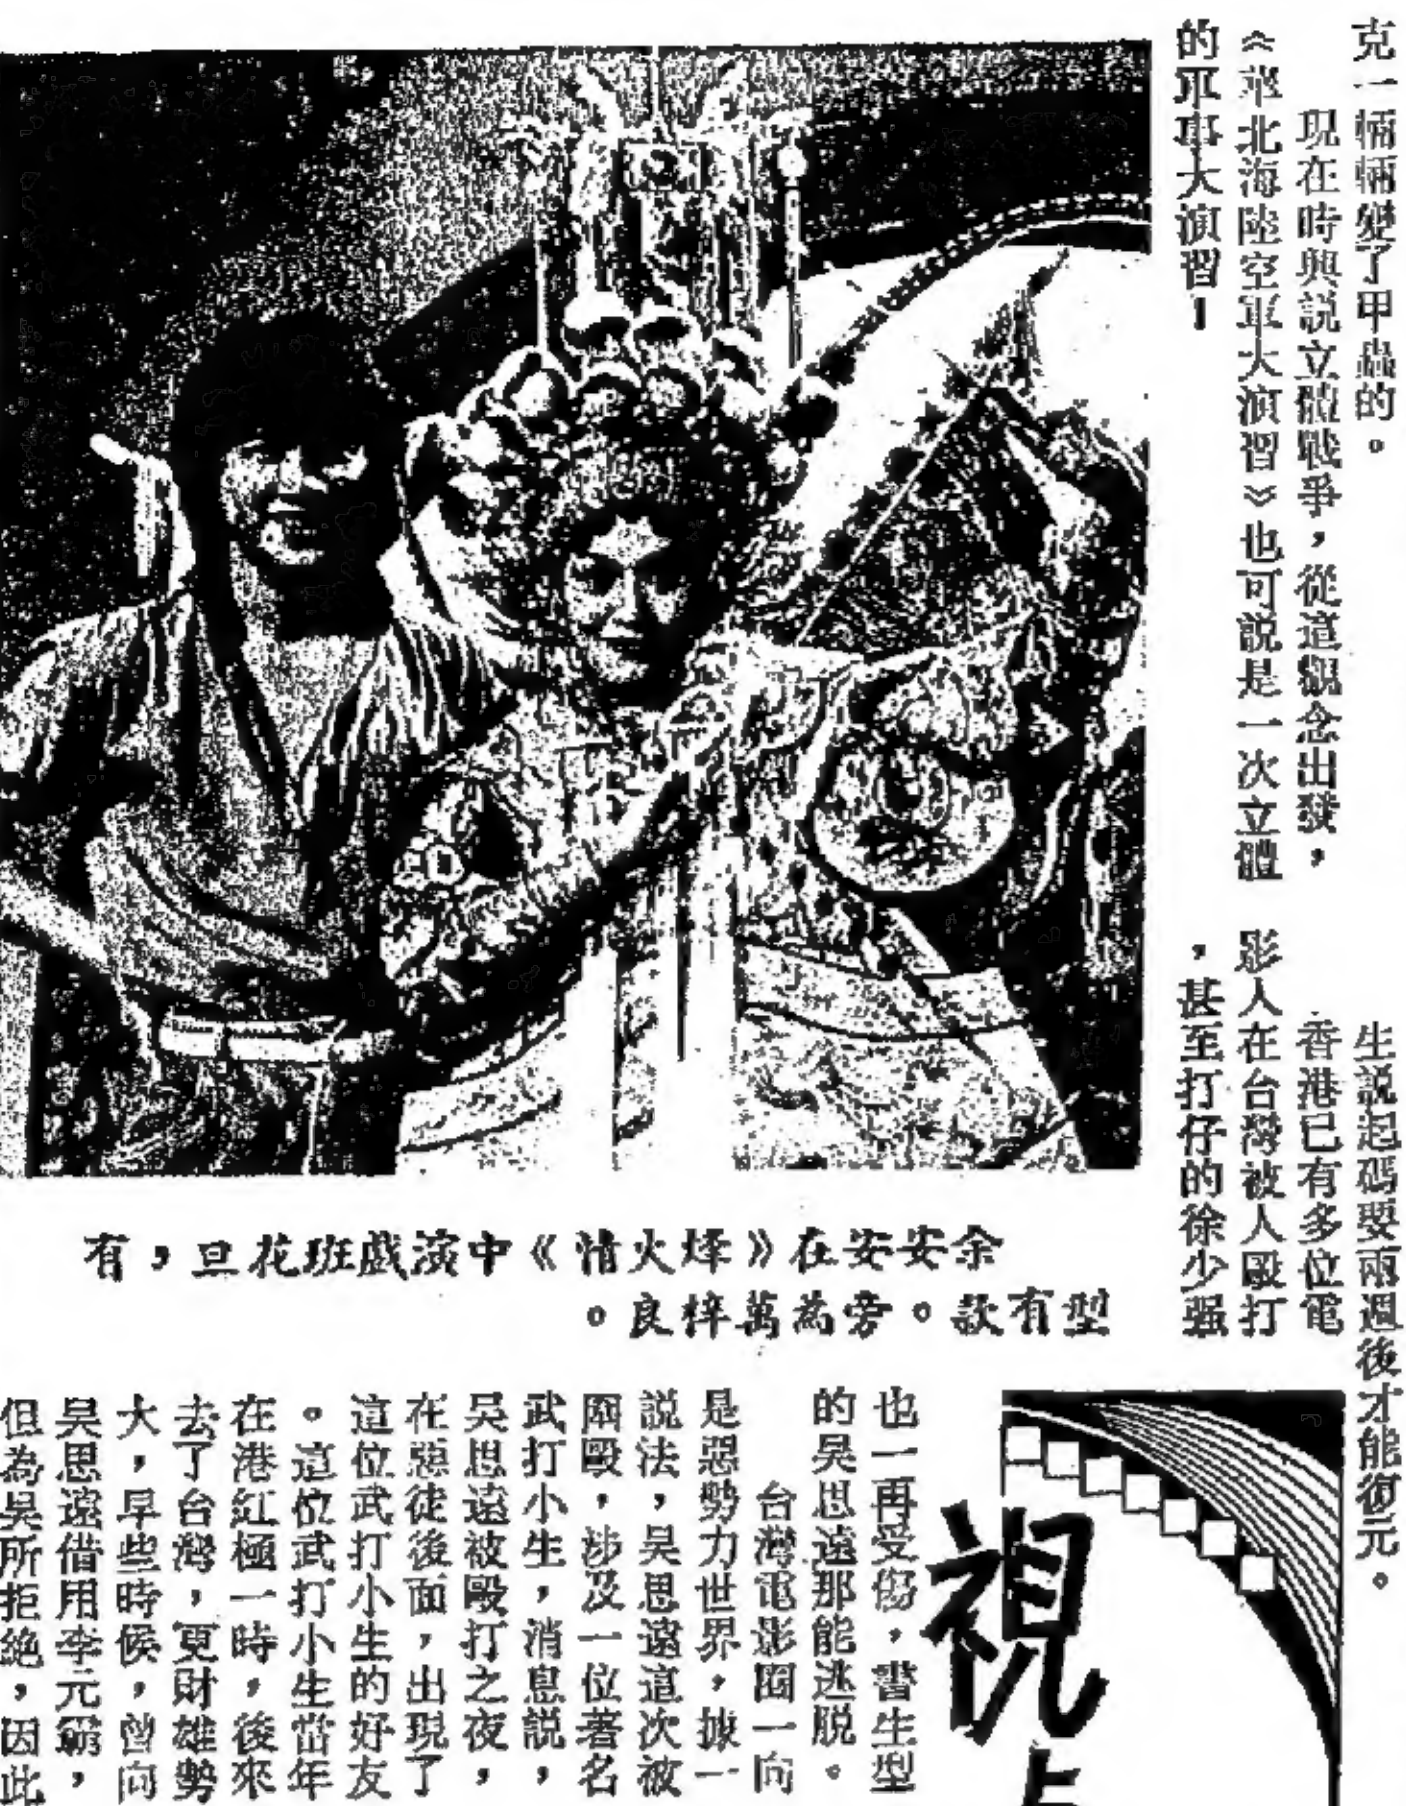 克一輛輛變了甲蟲的。
現在時興說立體戰爭，從這觀念出發，
《東北海陸空軍大演習》也可說是一次立體
的軍事大演習！
生說起碼要兩週後才能復元。
香港已有多位電
影人在台灣被人毆打
，甚至打仔的徐少强
余安安在《烽火情》中演戲班花旦，有
型有款。旁為萬梓良。
視
也一再受傷，書生型
的吳思遠那能逃脱。
台灣電影圈一向
是惡勢力世界，據一
説法，吳思遠這次被
圍毆，涉及一位著名
武打小生，消息説，
吳思遠被毆打之夜，
在惡徒後面，出現了
這位武打小生的好友
。這位武打小生當年
在港紅極一時，後來
去了台灣，更財雄勢
大，早些時候，曾向
吳思遠借用李元霸，
但為吳所拒絶，因此